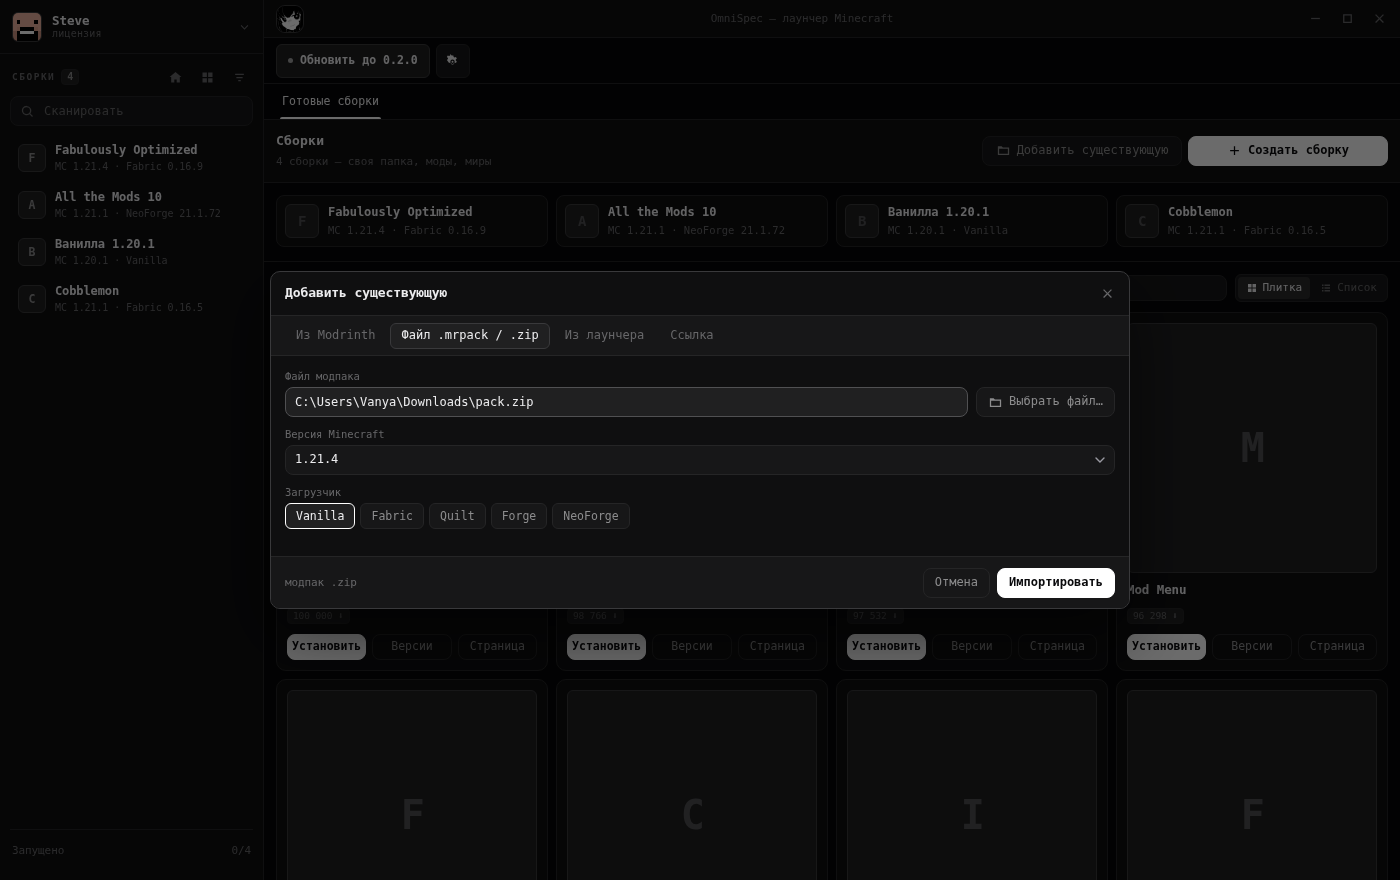 Steve
лицензия
OmniSpec — лаунчер Minecraft
СБОРКИ 4
Сканировать
F
Fabulously Optimized
MC 1.21.4 · Fabric 0.16.9
A
All the Mods 10
MC 1.21.1 · NeoForge 21.1.72
В
Ванилла 1.20.1
MC 1.20.1 · Vanilla
C
Cobblemon
MC 1.21.1 · Fabric 0.16.5
Запущено 0/4
Обновить до 0.2.0
Готовые сборки
Сборки
4 сборки — своя папка, моды, миры
Добавить существующую
+ Создать сборку
F
Fabulously Optimized
MC 1.21.4 · Fabric 0.16.9
A
All the Mods 10
MC 1.21.1 · NeoForge 21.1.72
В
Ванилла 1.20.1
MC 1.20.1 · Vanilla
C
Cobblemon
MC 1.21.1 · Fabric 0.16.5
Плитка Список
Добавить существующую
Из Modrinth Файл .mrpack / .zip Из лаунчера Ссылка
Файл модпака
C:\Users\Vanya\Downloads\pack.zip
Выбрать файл…
Версия Minecraft
1.21.4
Загрузчик
Vanilla Fabric Quilt Forge NeoForge
модпак .zip
Отмена Импортировать
M
Mod Menu
97 532
96 298
Установить Версии Страница
Установить Версии Страница
Установить Версии Страница
Установить Версии Страница
F
C
I
F